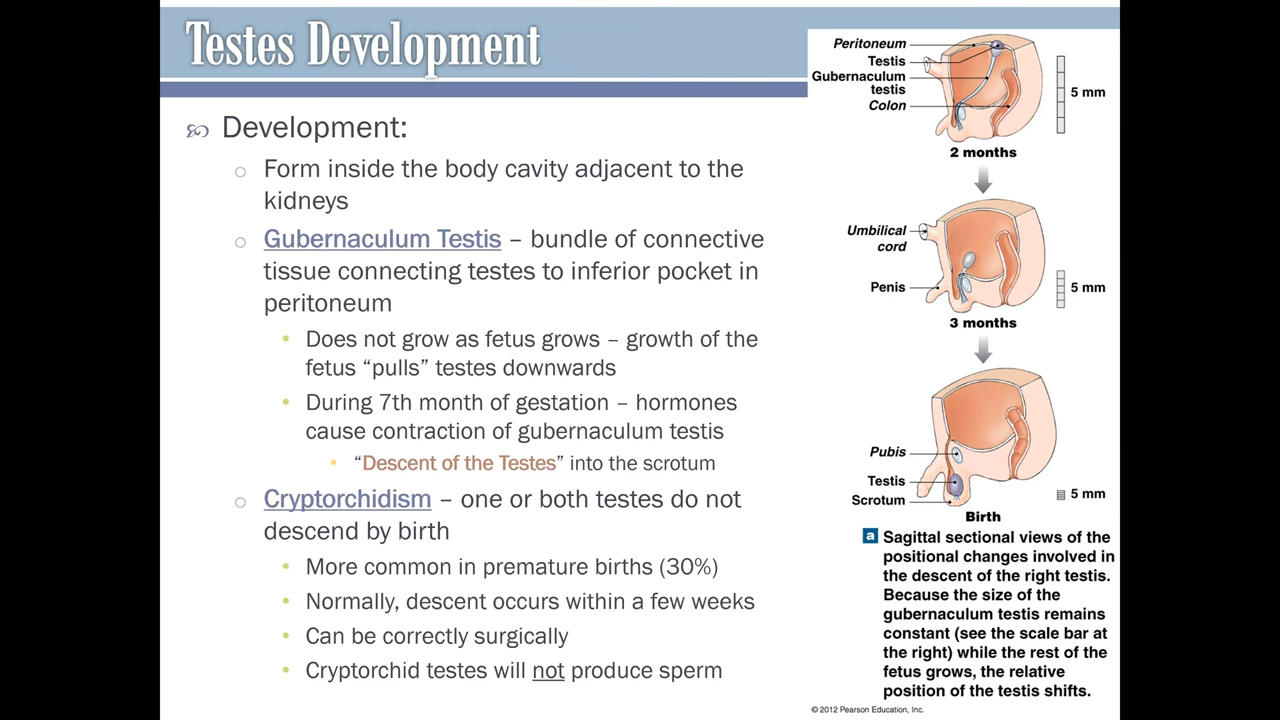 Testes Development
Development:
Form inside the body cavity adjacent to the
kidneys
Gubernaculum Testis – bundle of connective
tissue connecting testes to inferior pocket in
peritoneum
Does not grow as fetus grows – growth of the
fetus “pulls” testes downwards
During 7th month of gestation – hormones
cause contraction of gubernaculum testis
“Descent of the Testes” into the scrotum
Cryptorchidism – one or both testes do not
descend by birth
More common in premature births (30%)
Normally, descent occurs within a few weeks
Can be correctly surgically
Cryptorchid testes will not produce sperm
Peritoneum
Testis
Gubernaculum
testis
Colon
5 mm
2 months
Umbilical
cord
Penis
5 mm
3 months
Pubis
Testis
Scrotum
5 mm
Birth
a Sagittal sectional views of the
positional changes involved in
the descent of the right testis.
Because the size of the
gubernaculum testis remains
constant (see the scale bar at
the right) while the rest of the
fetus grows, the relative
position of the testis shifts.
© 2012 Pearson Education, Inc.